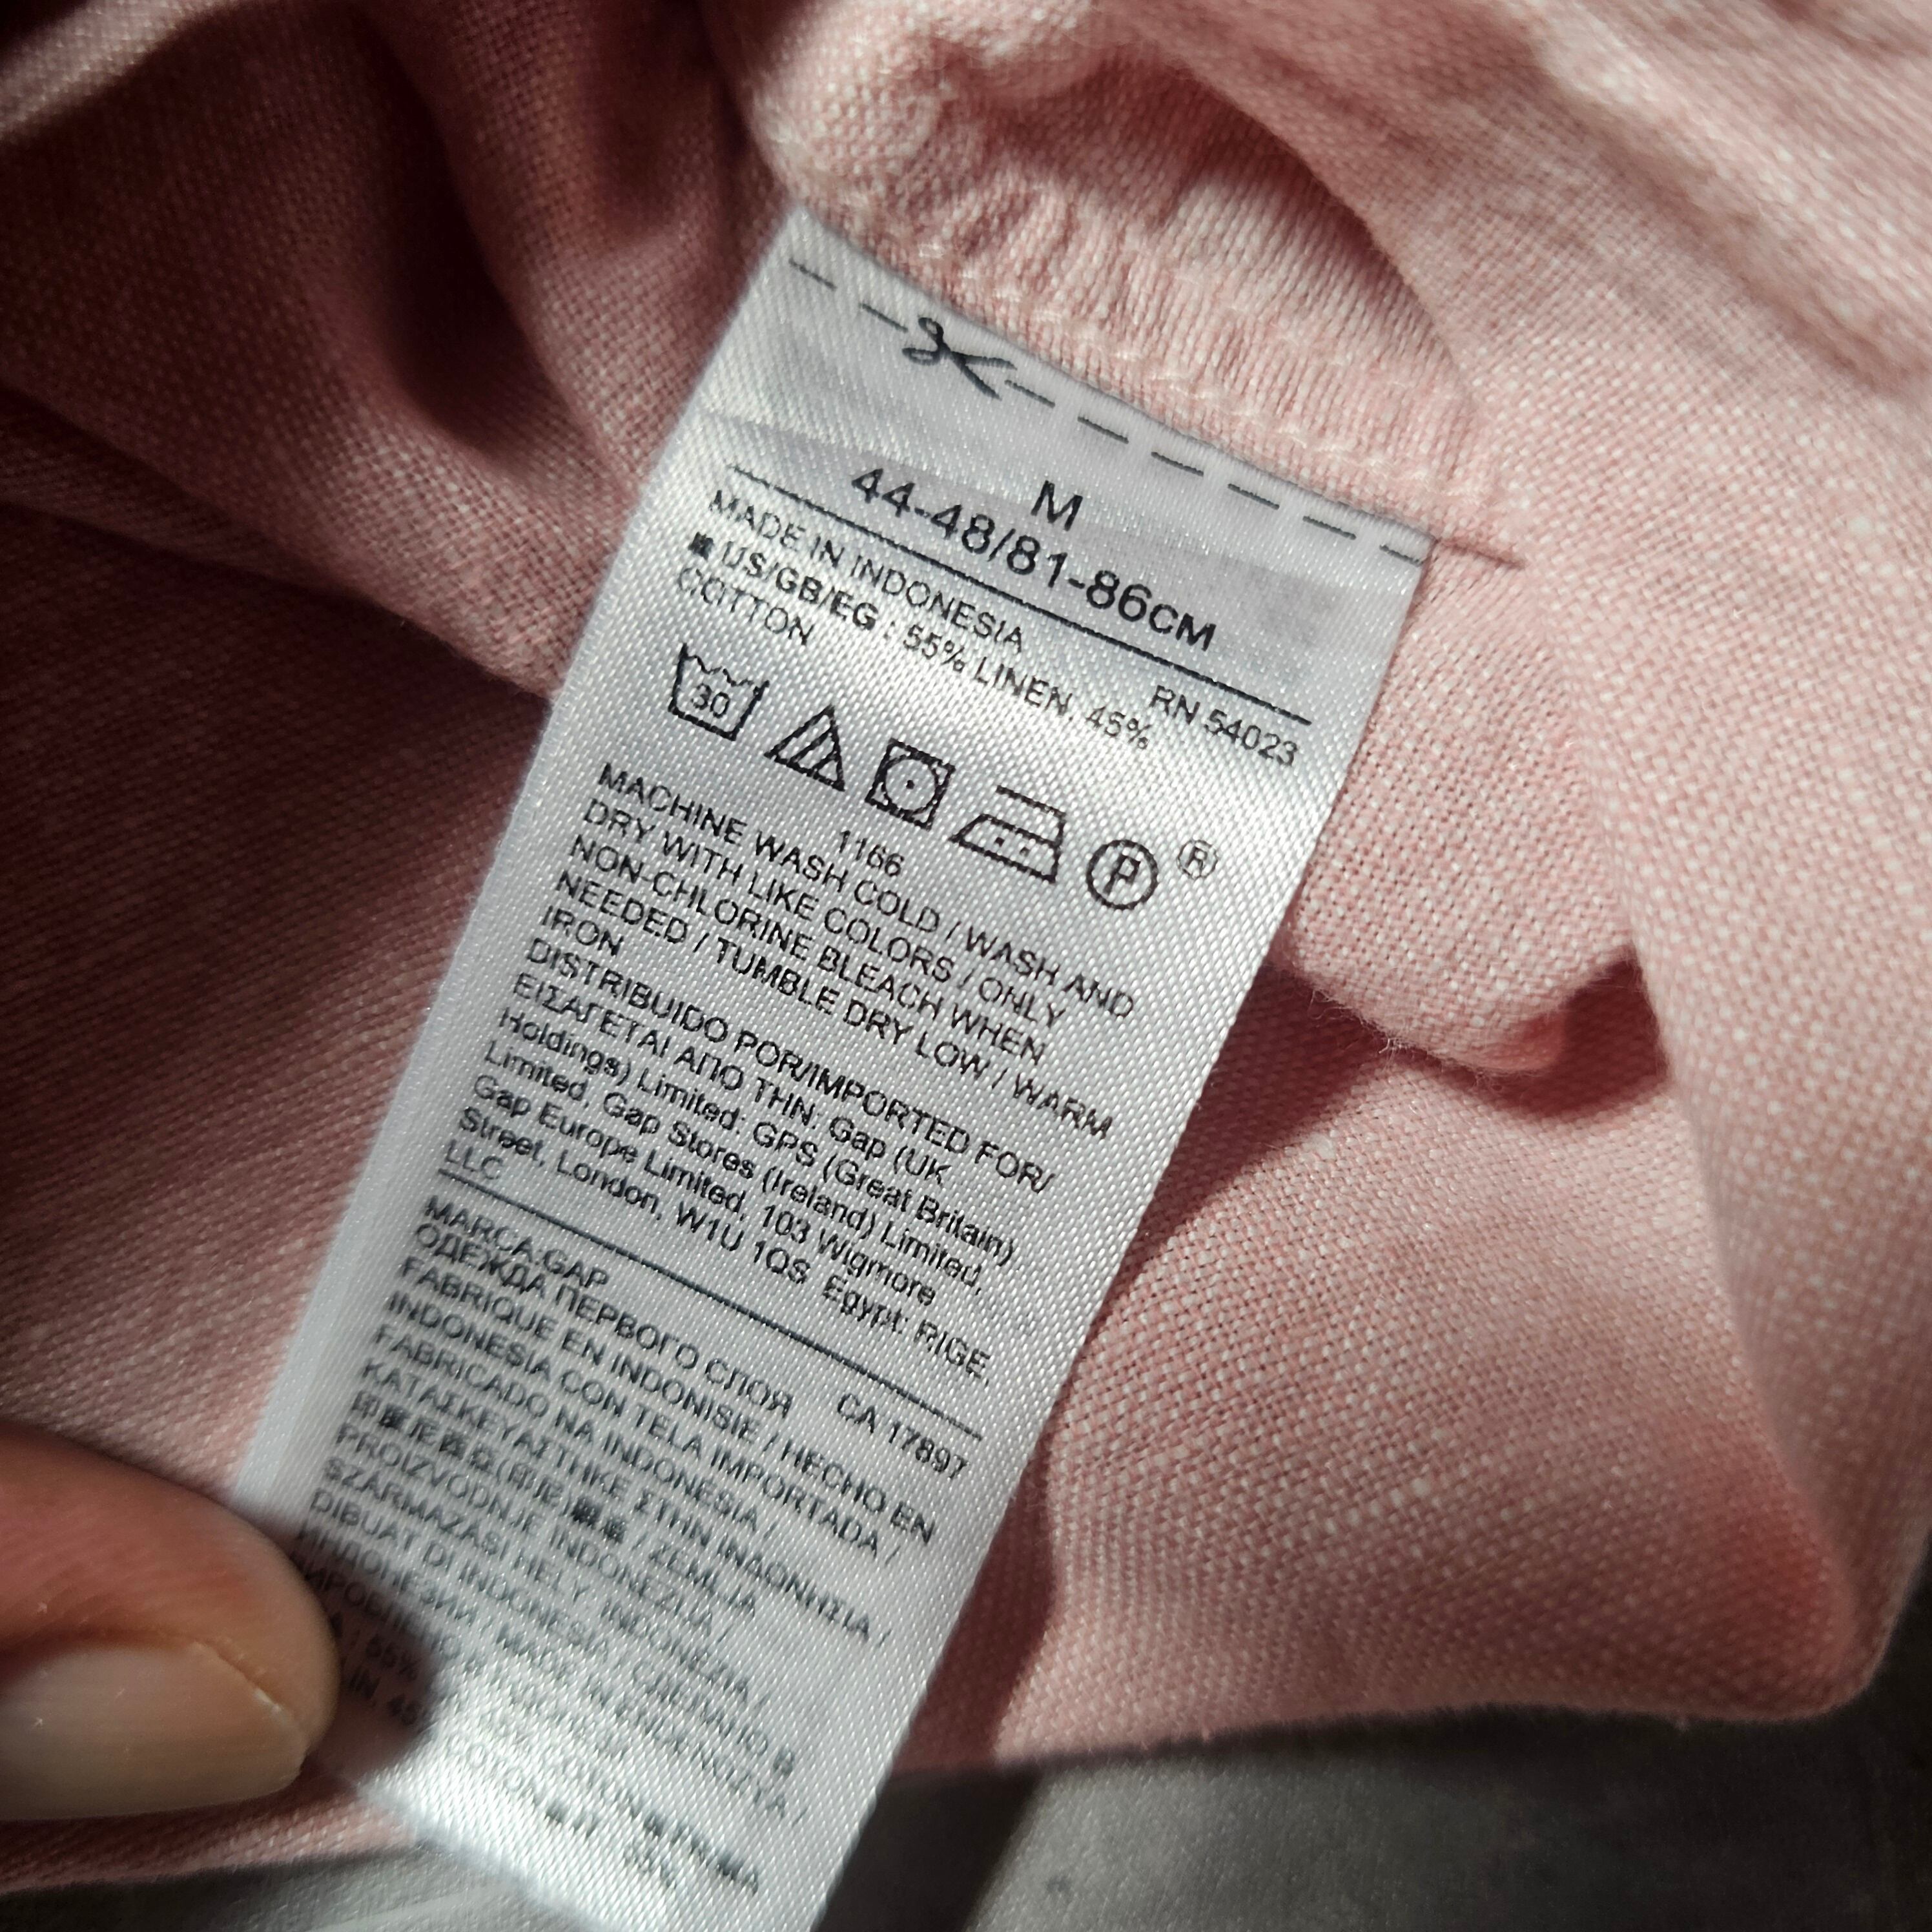 M
44-48/81-86CM
MADE IN INDONESIA RN 54023
US/GB/EG : 55% LINEN, 45%
COTTON
30
P ®
1166
MACHINE WASH COLD / WASH AND
DRY WITH LIKE COLORS / ONLY
NON-CHLORINE BLEACH WHEN
NEEDED / TUMBLE DRY LOW / WARM
IRON
DISTRIBUIDO POR/IMPORTED FOR/
ΕΙΣΑΓΕΤΑΙ ΑΠΟ ΤΗΝ: Gap (UK
Holdings) Limited: GPS (Great Britain)
Limited, Gap Stores (Ireland) Limited,
Gap Europe Limited, 103 Wigmore
Street, London, W1U 1QS Egypt: RIGE
LLC
MARCA:GAP CA 17897
ОДЕЖДА ПЕРВОГО СЛОЯ
FABRIQUE EN INDONISIE / HECHO EN
INDONESIA CON TELA IMPORTADA /
FABRICADO NA INDONESIA /
ΚΑΤΑΣΚΕΥΑΣΤΗΚΕ ΣΤΗΝ ΙΝΔΟΝΗΣΙΑ /
/ ZEMLJA
PROIZVODNJE INDONEZIJA /
SZÁRMAZÁSI HELY, INDONÉZIA /
DIBUAT DI INDONESIA